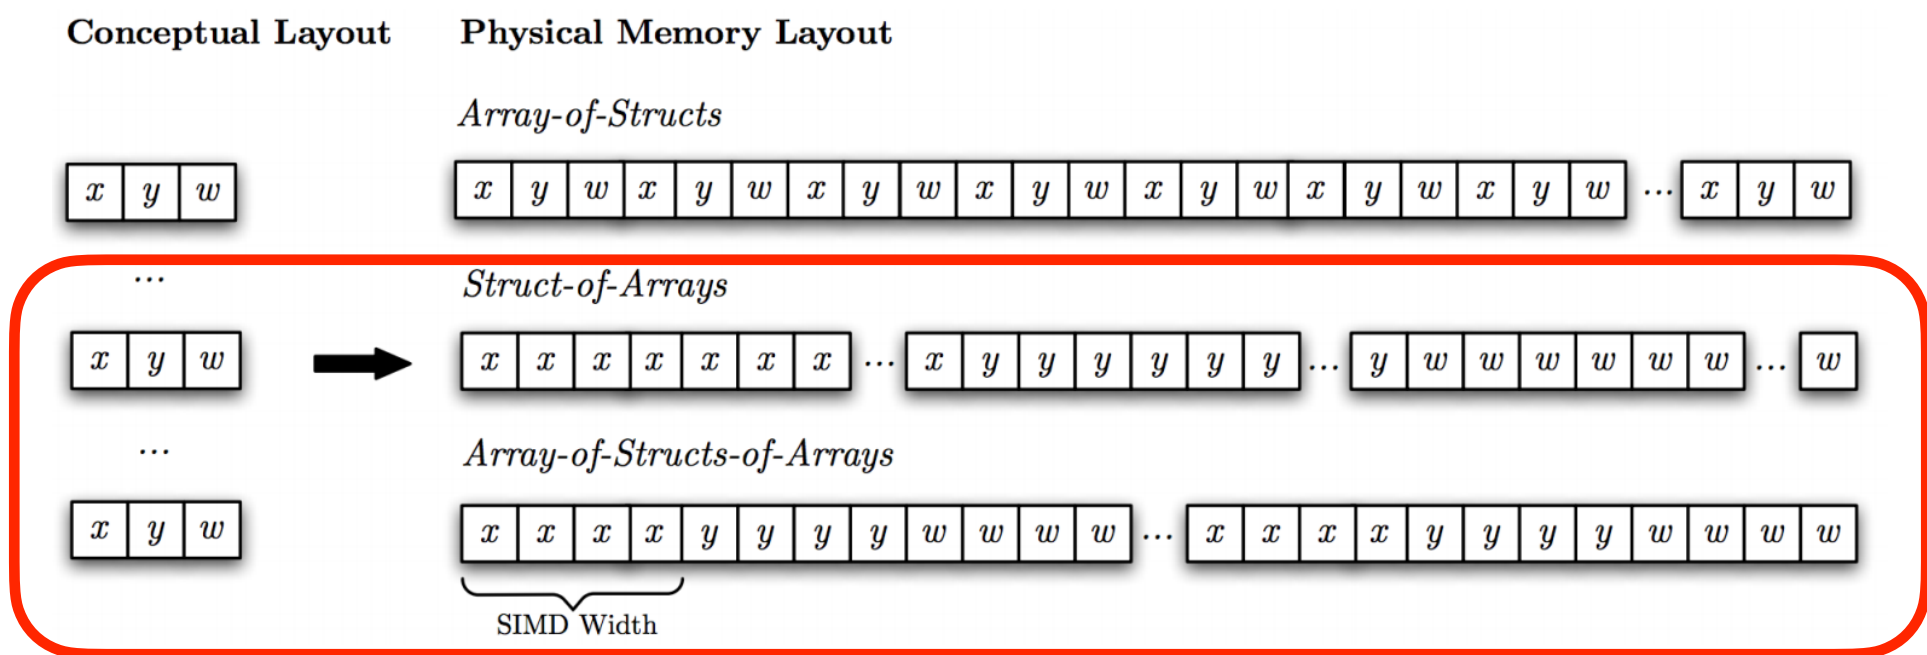 Conceptual Layout Physical Memory Layout
Array-of-Structs
x y w x y w x y w x y w x y w x y w x y w x y w ... x y w
...
Struct-of-Arrays
x y w x x x x x x x ... x y y y y y y ... y w w w w w w ... w
...
Array-of-Structs-of-Arrays
x y w x x x x y y y y w w w w ... x x x x y y y y w w w w
SIMD Width